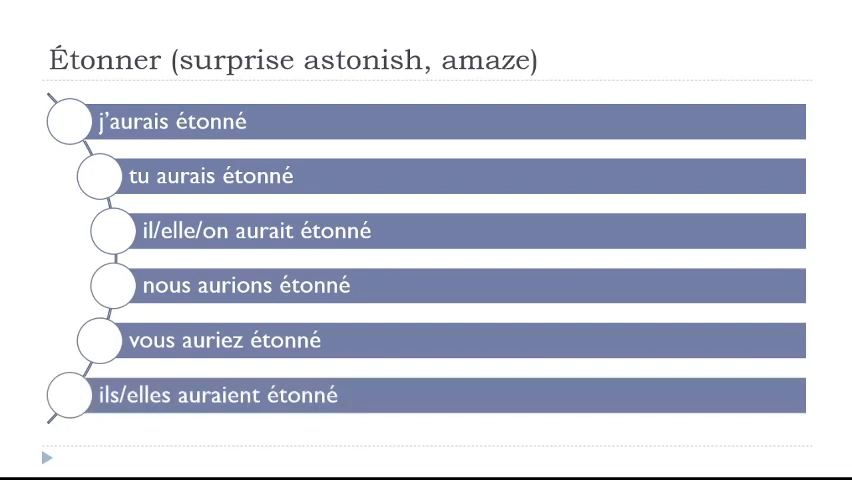 Étonner (surprise astonish, amaze)
j’aurais étonné
tu aurais étonné
il/elle/on aurait étonné
nous aurions étonné
vous auriez étonné
ils/elles auraient étonné